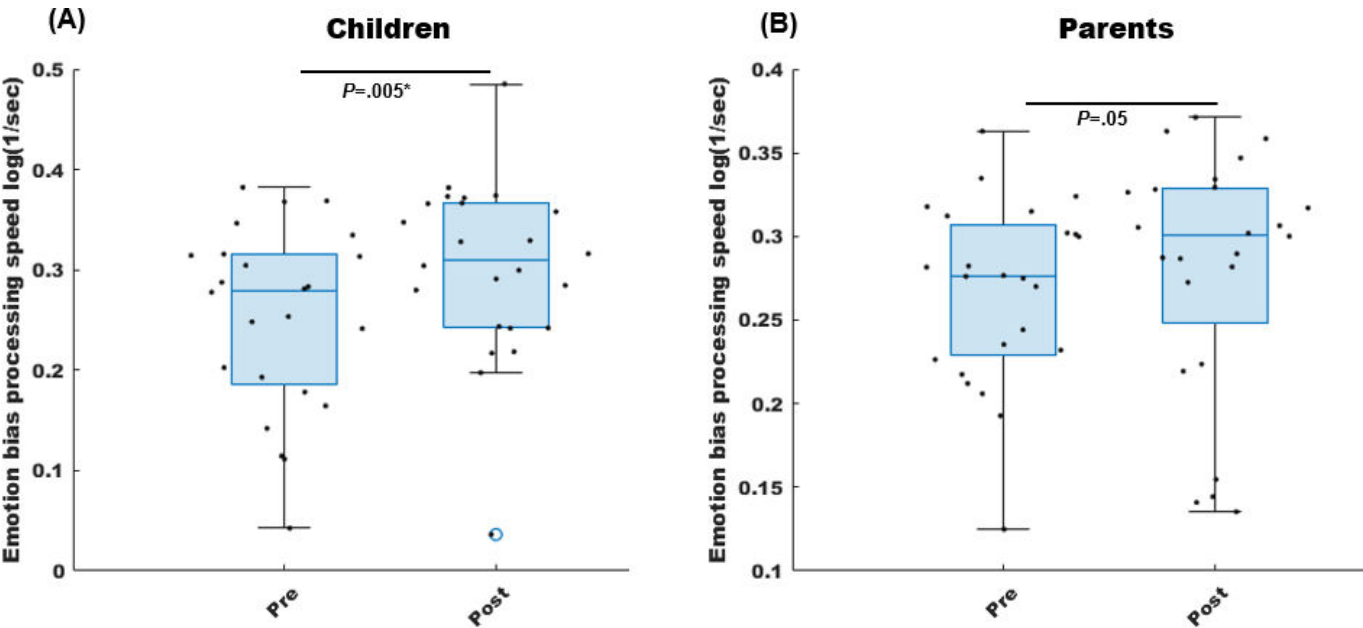 (A)
Children
Emotion bias processing speed log(1/sec)
0.5
0.4
0.3
0.2
0.1
0
P=.005*
Pre
Post
(B)
Parents
Emotion bias processing speed log(1/sec)
0.4
0.35
0.3
0.25
0.2
0.15
0.1
P=.05
Pre
Post